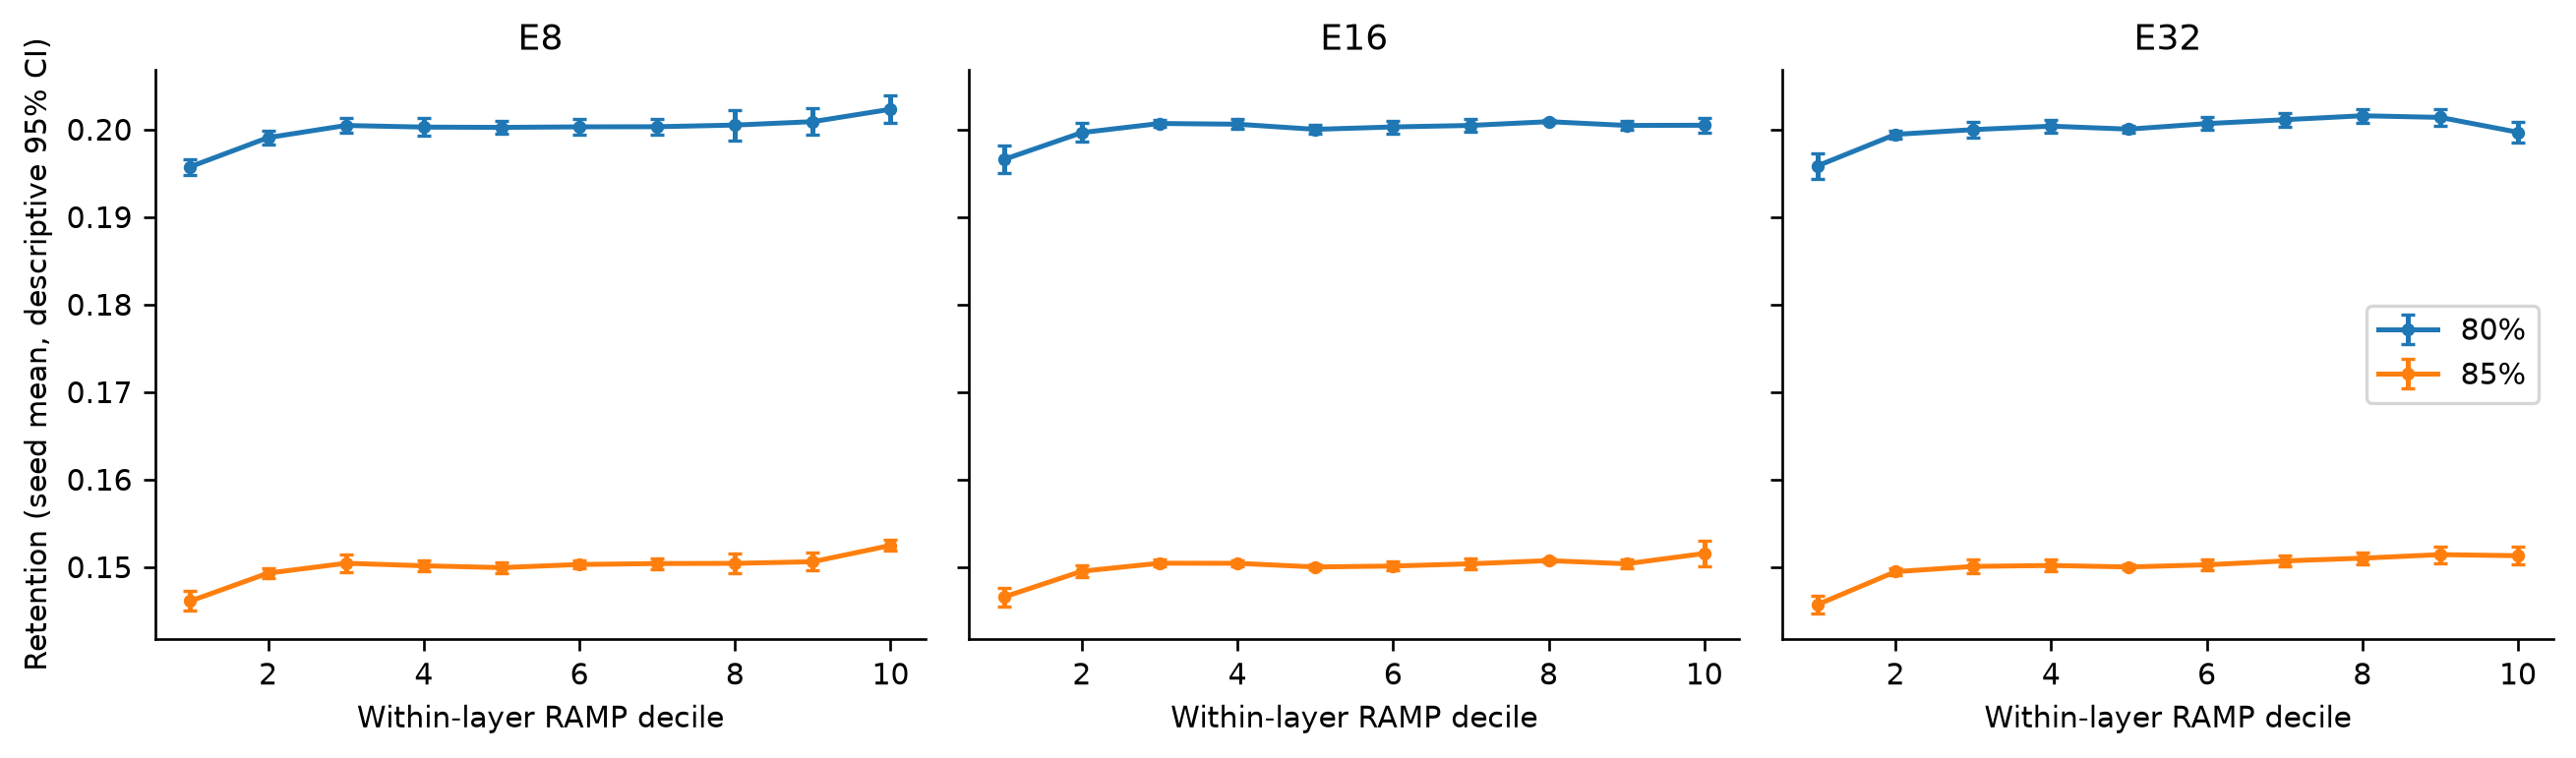 E8
E16
E32
Retention (seed mean, descriptive 95% CI)
0.20
0.19
0.18
0.17
0.16
0.15
80%
85%
2 4 6 8 10
2 4 6 8 10
2 4 6 8 10
Within-layer RAMP decile
Within-layer RAMP decile
Within-layer RAMP decile